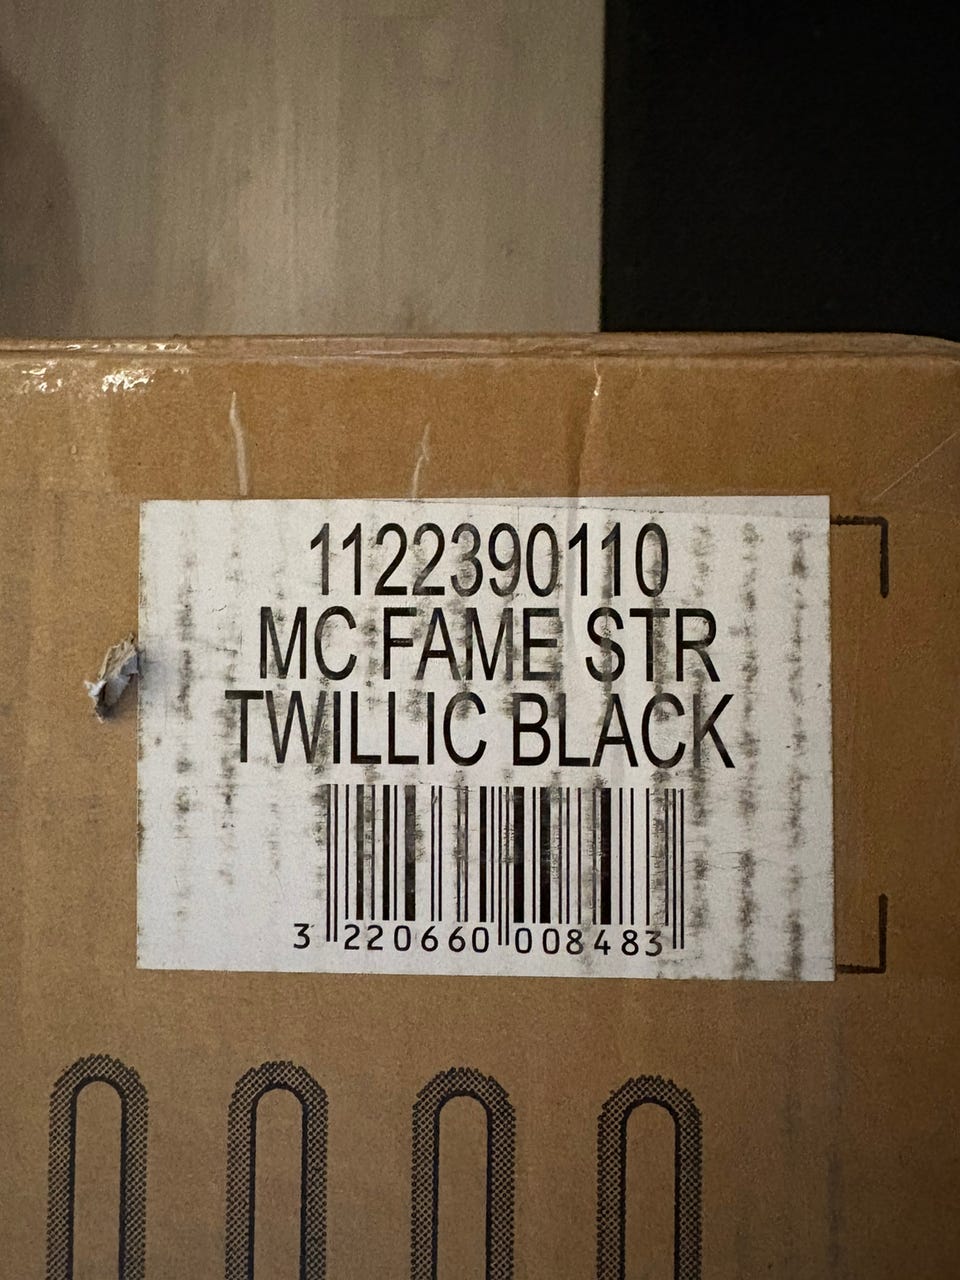 1122390110
MC FAME STR
TWILLIC BLACK
3 220660 008483